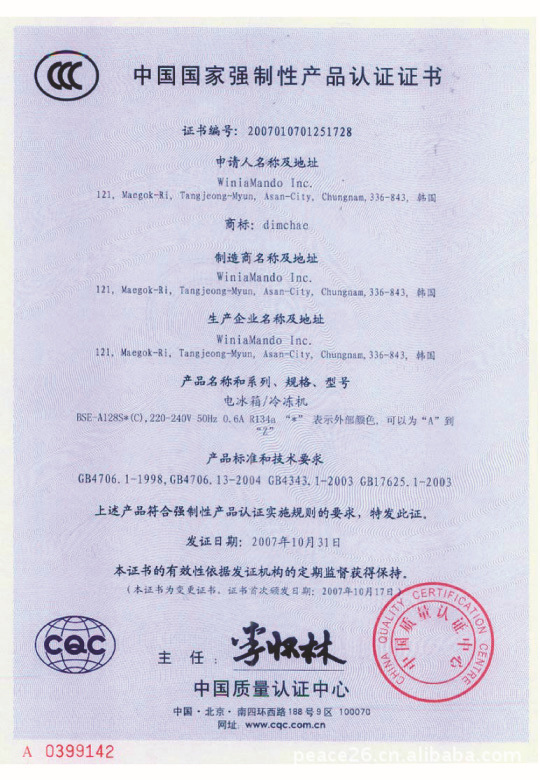 CCC
中国国家强制性产品认证证书
证书编号：2007010701251728
申请人名称及地址
WiniaMando Inc.
121, Maegok-Ri, Tangjeong-Myun, Asan-City, Chungnam,336-843, 韩国
商标：dimchae
制造商名称及地址
WiniaMando Inc.
121, Maegok-Ri, Tangjeong-Myun, Asan-City, Chungnam,336-843, 韩国
生产企业名称及地址
WiniaMando Inc.
121, Maegok-Ri, Tangjeong-Myun, Asan-City, Chungnam,336-843, 韩国
产品名称和系列、规格、型号
电冰箱/冷冻机
BSE-A128S*(C),220-240V 50Hz 0.6A R134a “*” 表示外部颜色，可以为“A”到
“Z”
产品标准和技术要求
GB4706.1-1998,GB4706.13-2004 GB4343.1-2003 GB17625.1-2003
上述产品符合强制性产品认证实施规则的要求，特发此证。
发证日期：2007年10月31日
本证书的有效性依据发证机构的定期监督获得保持。
(本证书为变更证书，证书首次颁发日期：2007年10月17日)
CHINA QUALITY CERTIFICATION CENTRE
中国质量认证中心
CQC
主 任：李怀林
中国质量认证中心
中国·北京·南四环西路188号9区 100070
网址：www.cqc.com.cn
A 0399142
peace26.cn.alibaba.com